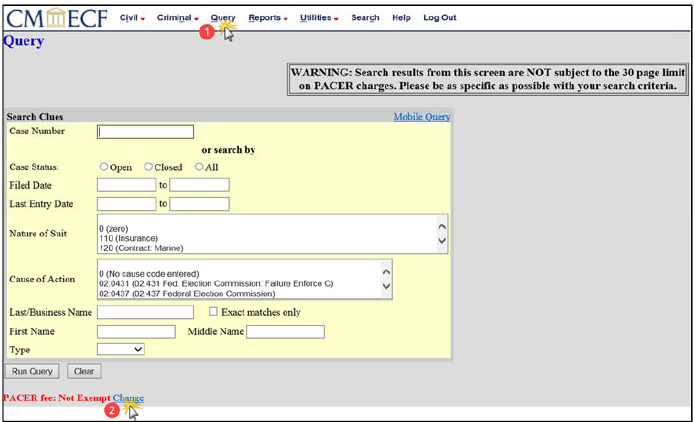 CM ECF Civil Criminal Query Reports Utilities Search Help Log Out
1
Query
WARNING: Search results from this screen are NOT subject to the 30 page limit
on PACER charges. Please be as specific as possible with your search criteria.
Search Clues Mobile Query
Case Number
or search by
Case Status: Open Closed All
Filed Date to
Last Entry Date to
Nature of Suit
0 (zero)
110 (Insurance)
120 (Contract: Marine)
Cause of Action
0 (No cause code entered)
02:0431 (02:431 Fed. Election Commission: Failure Enforce C)
02:0437 (02:437 Federal Election Commission)
Last/Business Name Exact matches only
First Name Middle Name
Type
Run Query Clear
PACER fee: Not Exempt Change
2